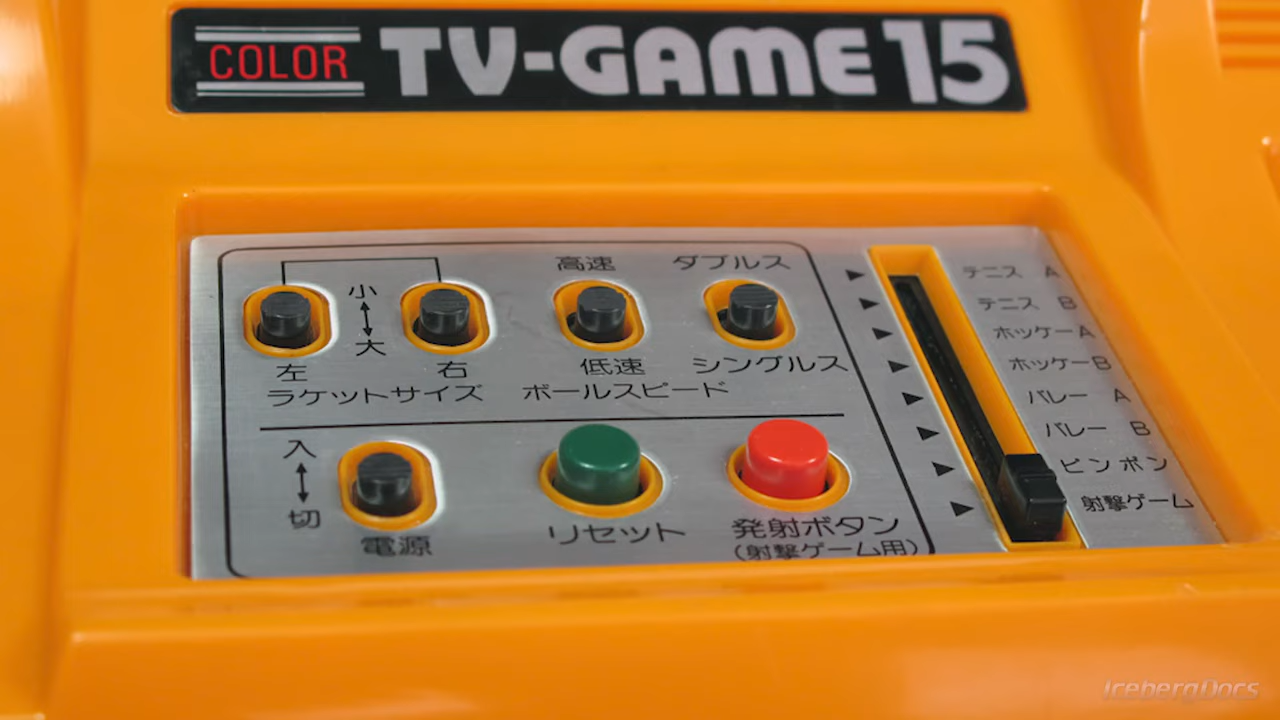 COLOR TV-GAME 15
高速 ダブルス
小
大
左 右 低速 シングルス
ラケットサイズ ボールスピード
入
切
電源 リセット 発射ボタン
(射撃ゲーム用)
テニス A
テニス B
ホッケーA
ホッケーB
バレー A
バレー B
ピンポン
射撃ゲーム
IcebergDocs